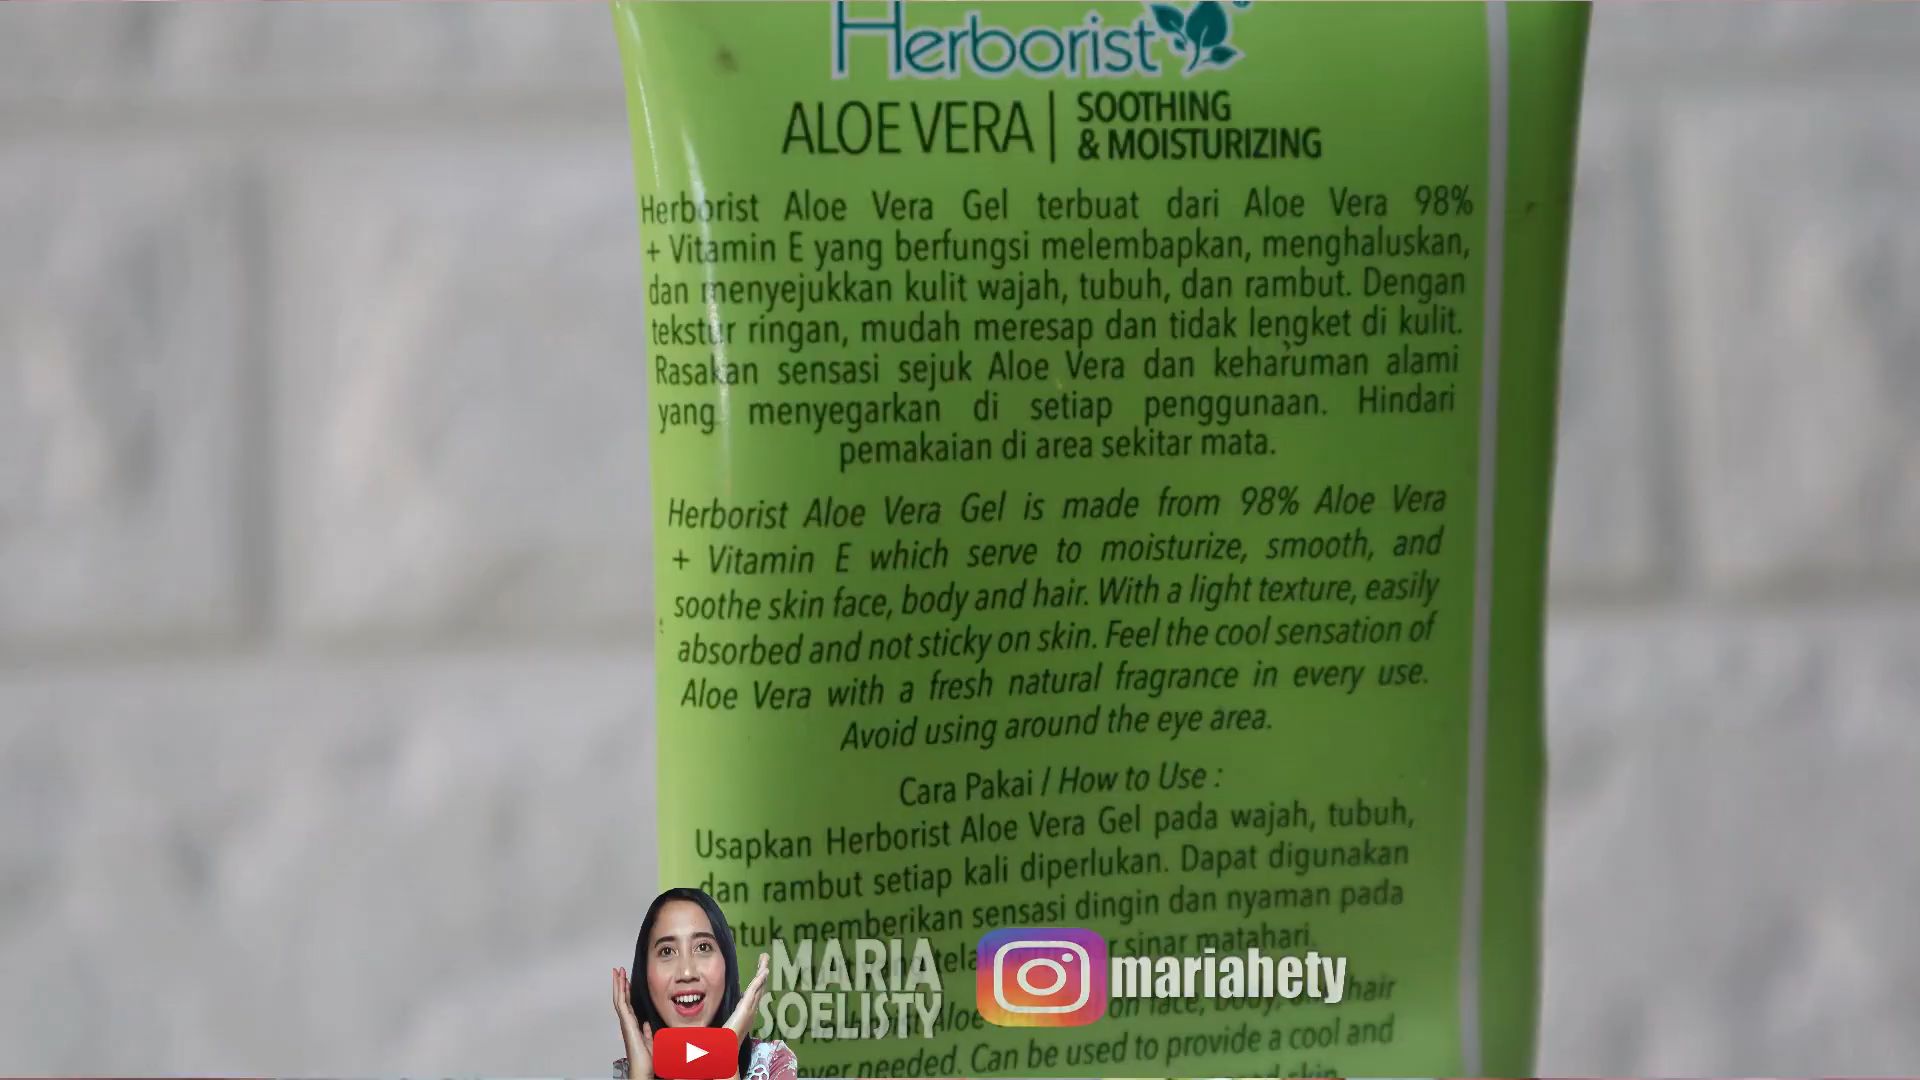 Herborist
ALOE VERA | SOOTHING
& MOISTURIZING
Herborist Aloe Vera Gel terbuat dari Aloe Vera 98%
+ Vitamin E yang berfungsi melembapkan, menghaluskan,
dan menyejukkan kulit wajah, tubuh, dan rambut. Dengan
tekstur ringan, mudah meresap dan tidak lengket di kulit.
Rasakan sensasi sejuk Aloe Vera dan keharuman alami
yang menyegarkan di setiap penggunaan. Hindari
pemakaian di area sekitar mata.
Herborist Aloe Vera Gel is made from 98% Aloe Vera
+ Vitamin E which serve to moisturize, smooth, and
soothe skin face, body and hair. With a light texture, easily
absorbed and not sticky on skin. Feel the cool sensation of
Aloe Vera with a fresh natural fragrance in every use.
Avoid using around the eye area.
Cara Pakai / How to Use :
Usapkan Herborist Aloe Vera Gel pada wajah, tubuh,
dan rambut setiap kali diperlukan. Dapat digunakan
memberikan sensasi dingin dan nyaman pada
sinar matahari.
Aloe on face, body, hair
needed. Can be used to provide a cool and
skin
MARIA
SOELISTY
mariahety